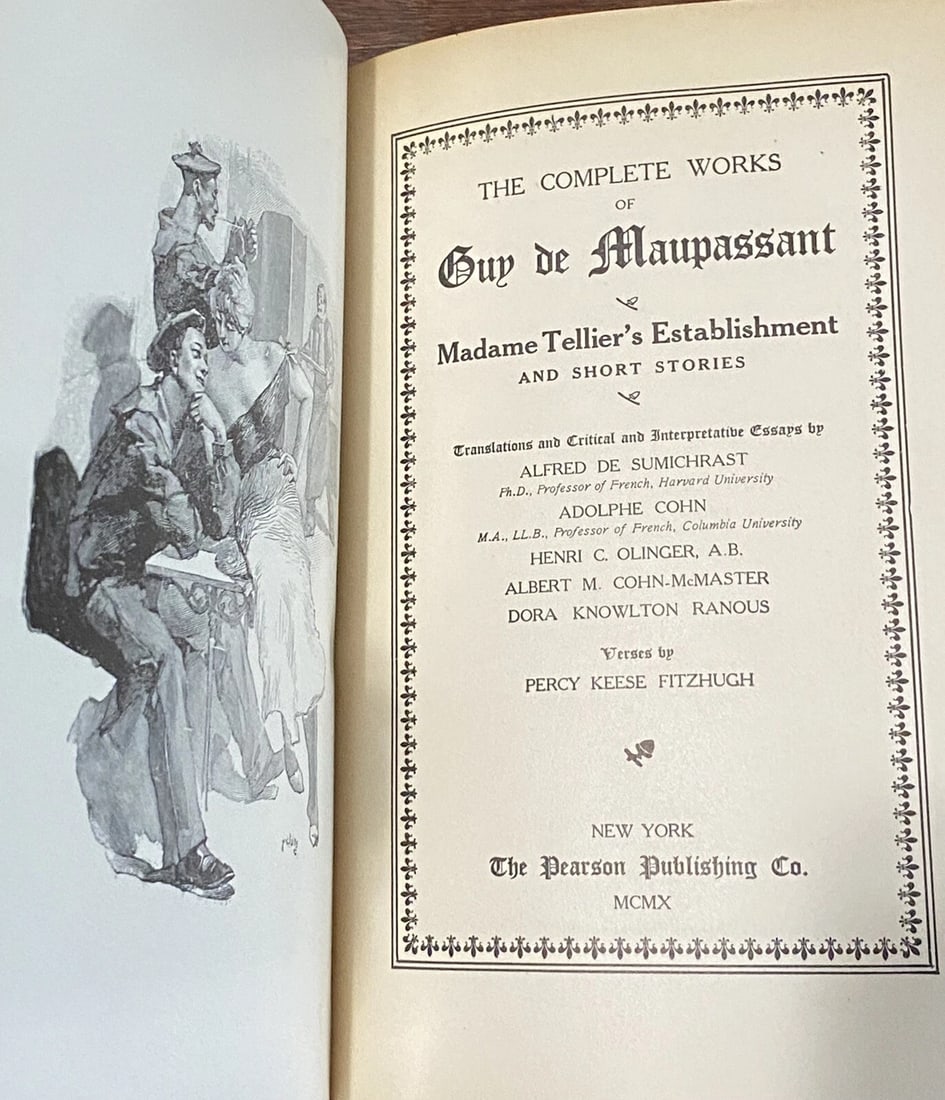 THE COMPLETE WORKS
OF
Guy de Maupassant
Madame Tellier's Establishment
AND SHORT STORIES
Translations and Critical and Interpretative Essays by
ALFRED DE SUMICHRAST
Ph.D., Professor of French, Harvard University
ADOLPHE COHN
M.A., LL.B., Professor of French, Columbia University
HENRI C. OLINGER, A.B.
ALBERT M. COHN-McMASTER
DORA KNOWLTON RANOUS
Verses by
PERCY KEESE FITZHUGH
NEW YORK
The Pearson Publishing Co.
MCMX